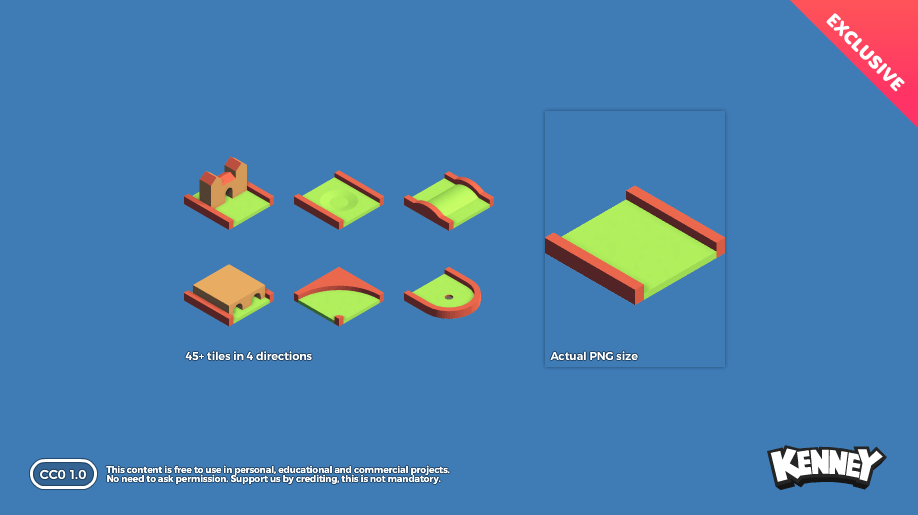 EXCLUSIVE
45+ tiles in 4 directions
Actual PNG size
CC0 1.0
This content is free to use in personal, educational and commercial projects.
No need to ask permission. Support us by crediting, this is not mandatory.
KENNEY